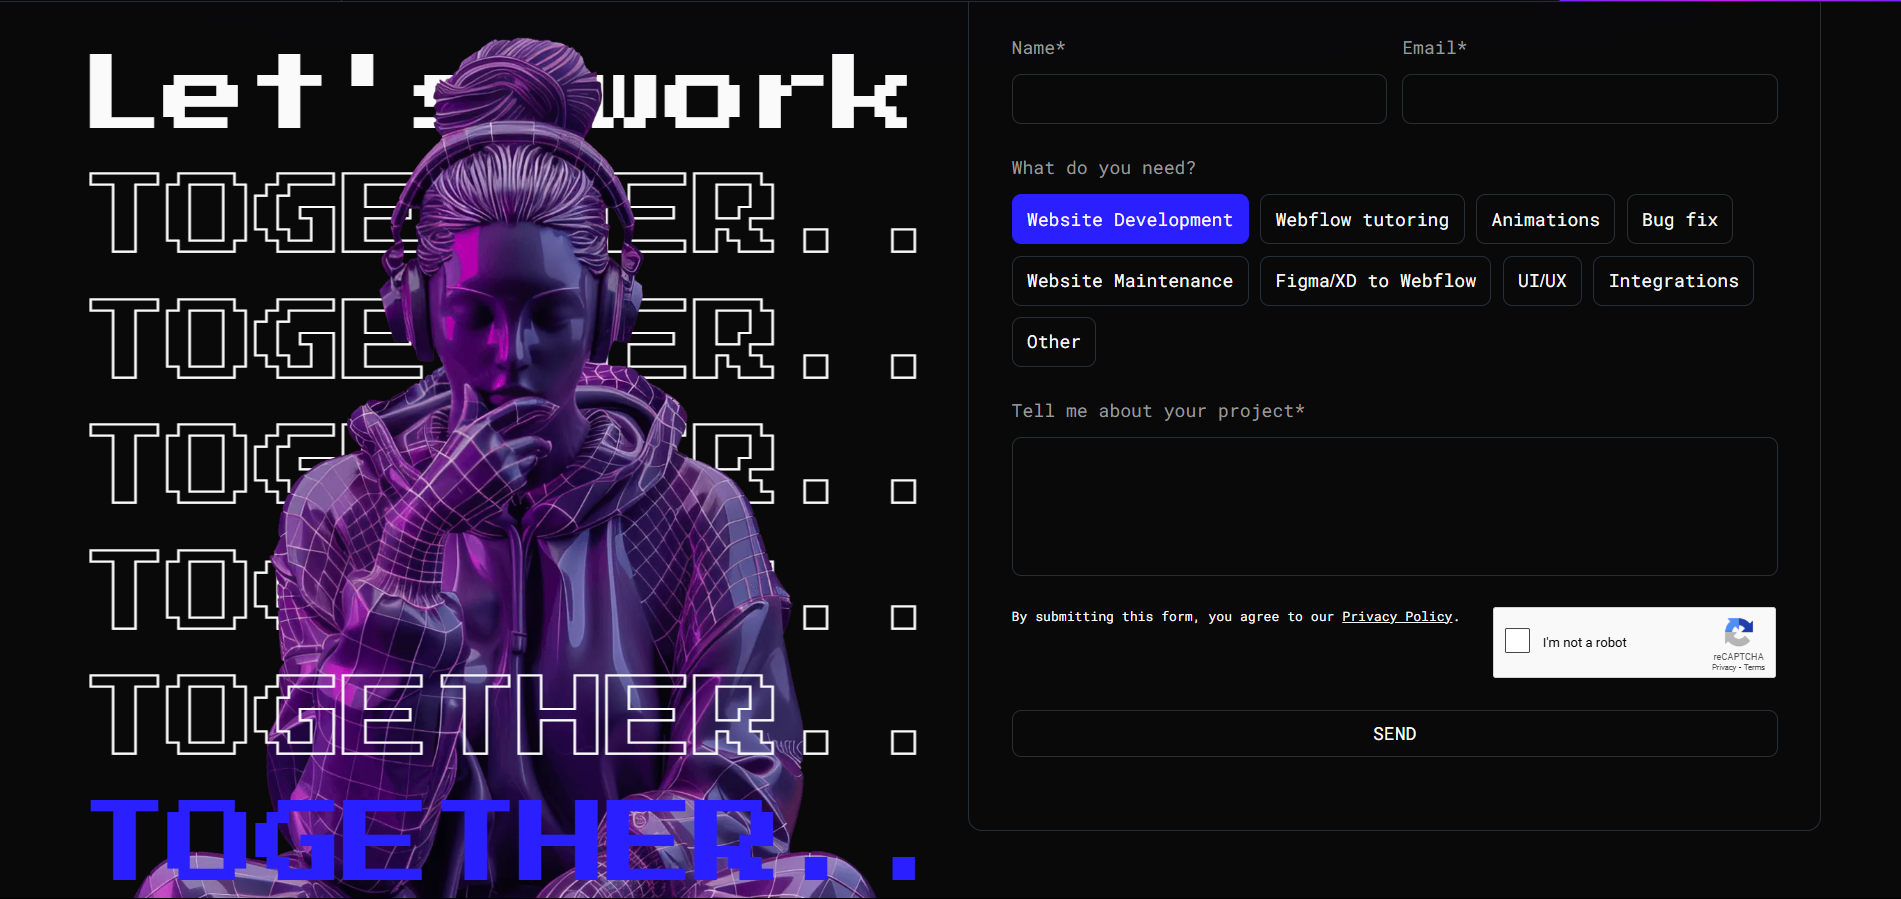 Let's work
TOGETHER..
TOGETHER..
TOGETHER..
TOGETHER..
TOGETHER..
TOGETHER..
Name*
Email*
What do you need?
Website Development
Webflow tutoring
Animations
Bug fix
Website Maintenance
Figma/XD to Webflow
UI/UX
Integrations
Other
Tell me about your project*
By submitting this form, you agree to our Privacy Policy.
I'm not a robot
reCAPTCHA
Privacy - Terms
SEND